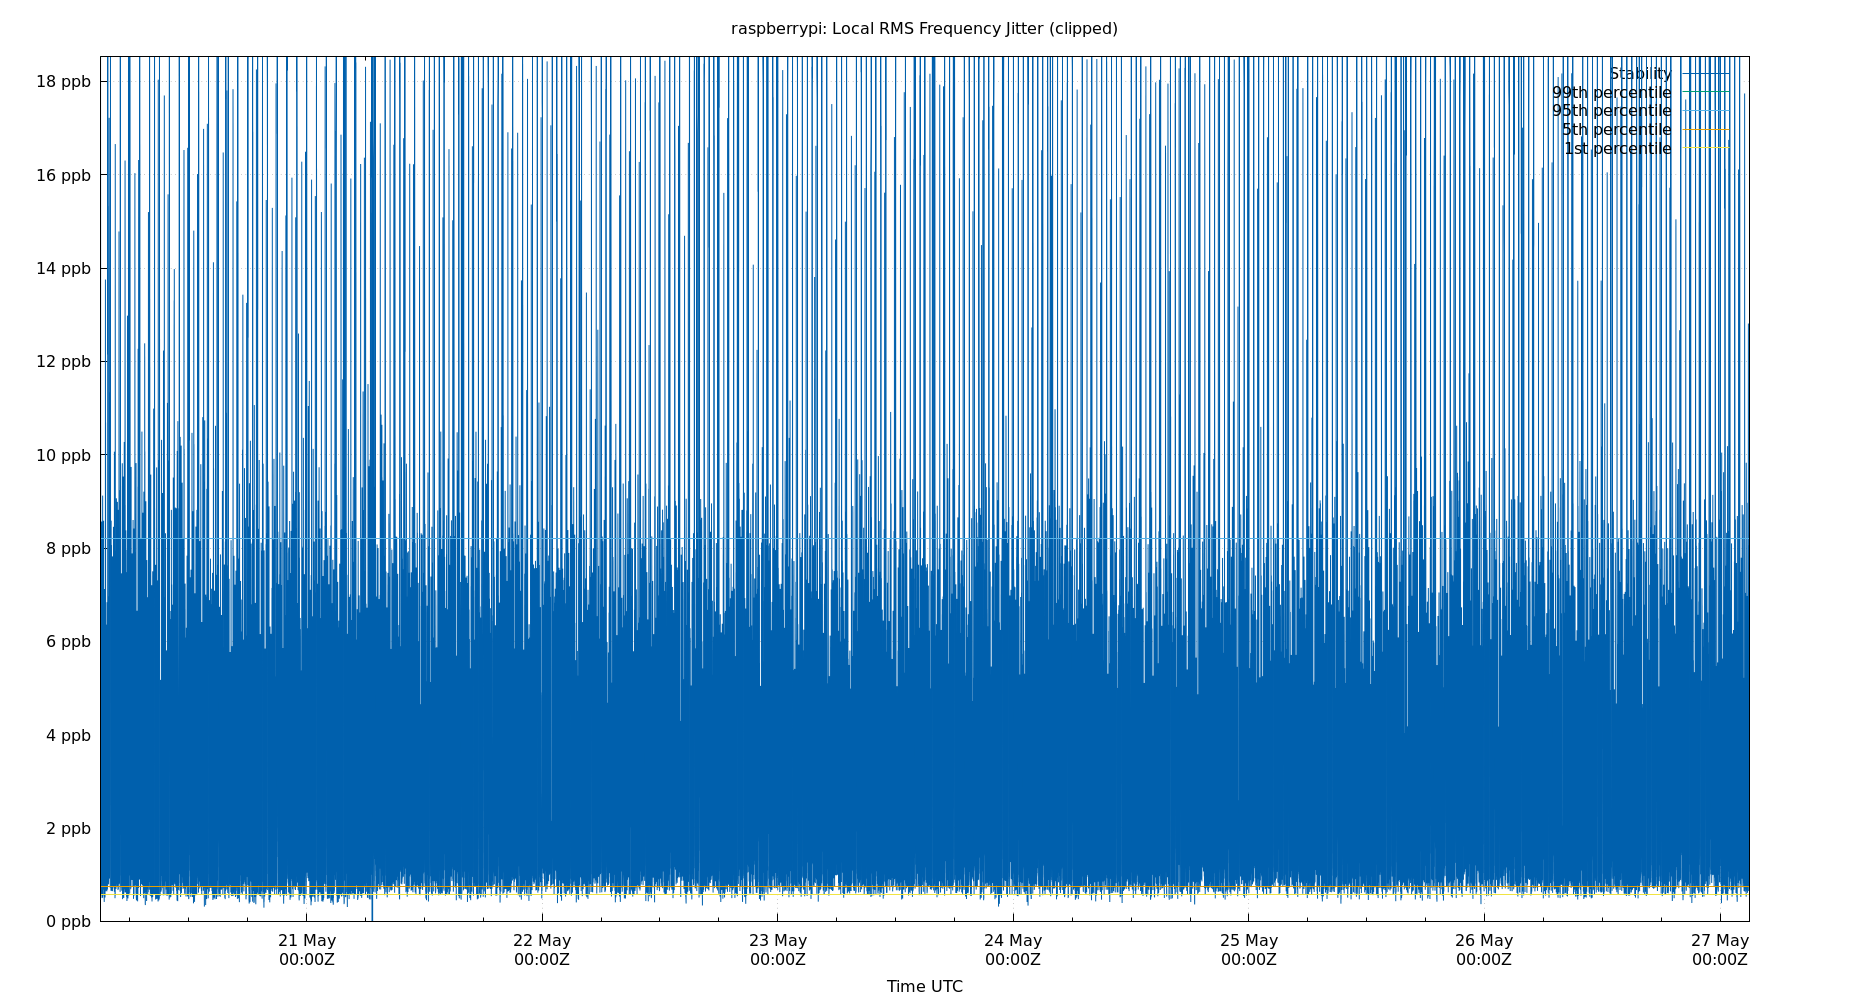 raspberrypi: Local RMS Frequency Jitter (clipped)
18 ppb
16 ppb
14 ppb
12 ppb
10 ppb
8 ppb
6 ppb
4 ppb
2 ppb
0 ppb
Stability
99th percentile
95th percentile
5th percentile
1st percentile
21 May
00:00Z
22 May
00:00Z
23 May
00:00Z
24 May
00:00Z
25 May
00:00Z
26 May
00:00Z
27 May
00:00Z
Time UTC